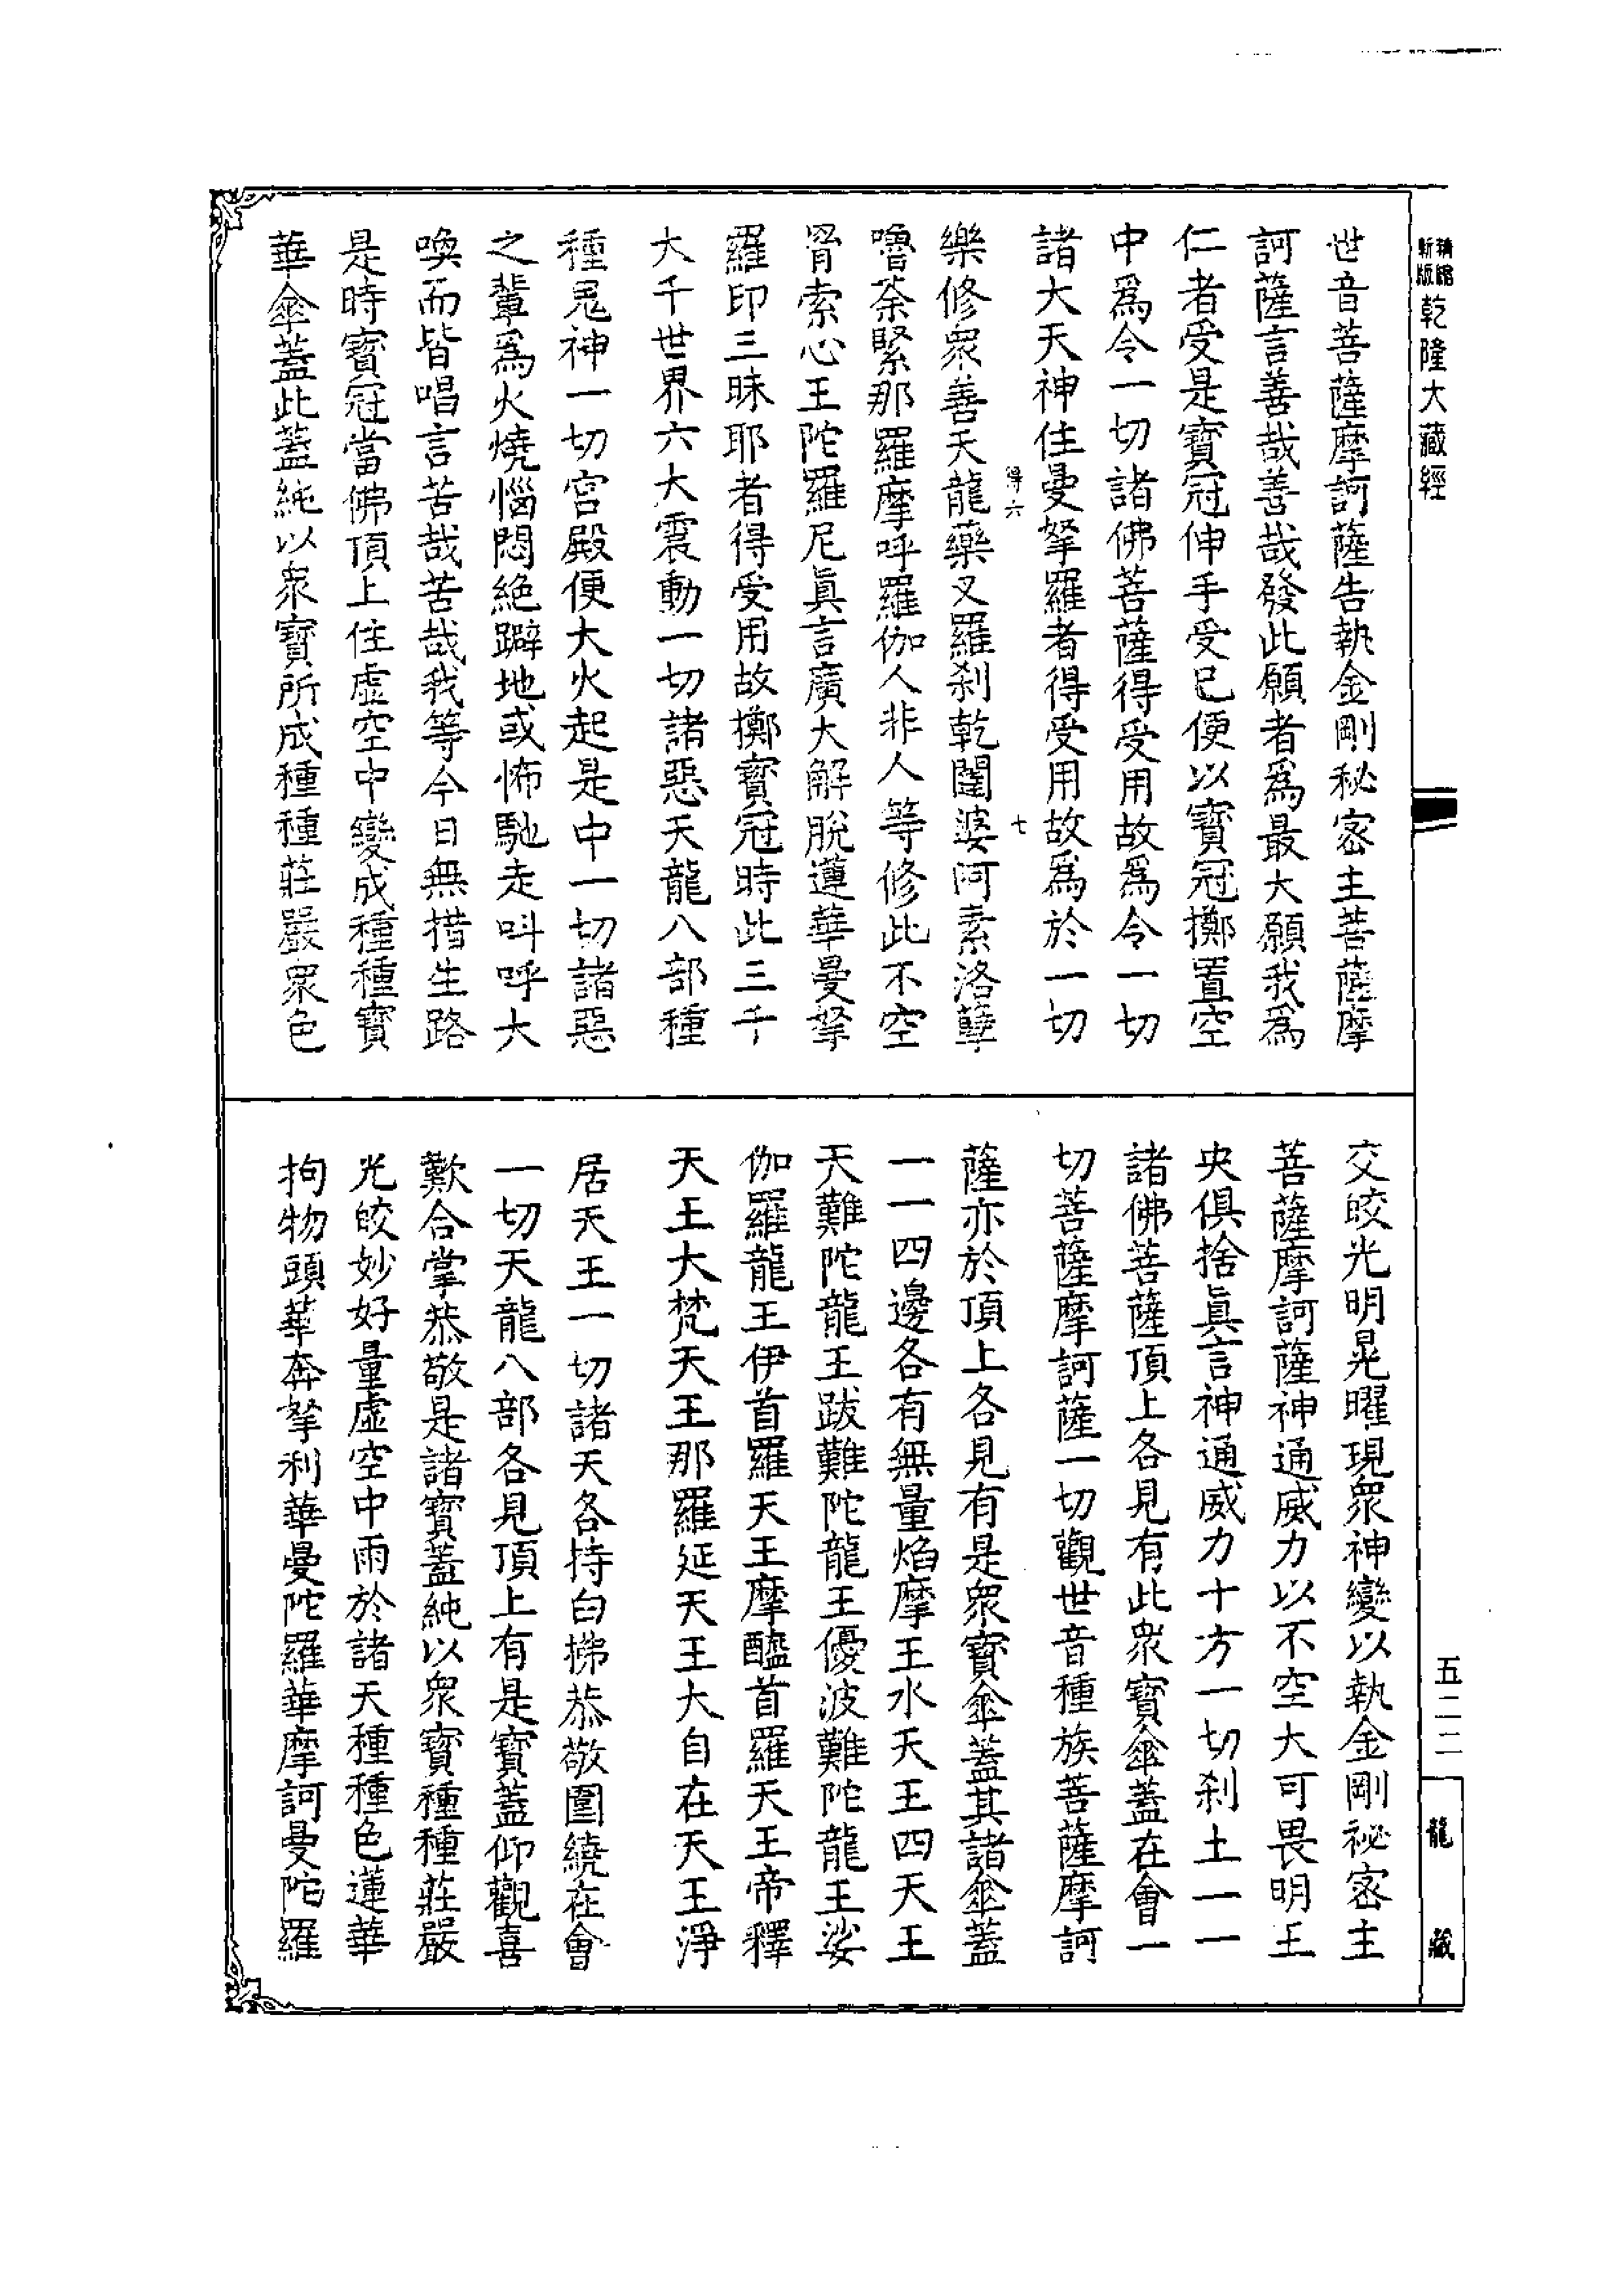 精縮新版乾隆大藏經
世音菩薩摩訶薩告執金剛秘密主菩薩摩
訶薩言善哉善哉發此願者爲最大願我爲
仁者受是寶冠伸手受已便以寶冠擲置空
中爲令一切諸佛菩薩得受用故爲令一切
諸大天神住曼拏羅者得受用故爲於一切
得六
七
樂修衆善天龍藥叉羅刹乾闥婆阿素洛孽
嚕荼緊那羅羅摩呼羅伽人非人等修此不空
罥索心王陀羅尼眞言廣大解脫蓮華曼拏
羅印三昧耶者得受用故擲寶冠時此三千
大千世界六大震動一切諸惡天龍八部種
種鬼神一切宮殿便大火起是中一切諸惡
之輩爲火燒惱悶絶躃地或怖馳走叫呼大
喚而皆唱言苦哉苦哉我等今日無措生路
是時寶冠當佛頂上住虛空中變成種種寶
華傘蓋此蓋純以衆寶所成種種莊嚴衆色
交皎光明晃曜現衆神變以執金剛祕密主
菩薩摩訶薩神通威力以不空大可畏明王
央俱捨眞言神通威力十方一切刹土一一
諸佛菩薩頂上各見有此衆寶傘蓋在會一
切菩薩摩訶薩一切觀世音種族菩薩摩訶
薩亦於頂上各見有是衆寶傘蓋其諸傘蓋
一一四邊各有無量焰摩王水天王四天王
天難陀龍王跋難陀龍王優波難陀龍王娑
伽羅龍王伊首羅天王摩醯首羅天王帝釋
天王大梵天王那羅延天王大自在天王淨
居天王一切諸天各持白拂恭敬圍繞在會
一切天龍八部各見頂上有是寶蓋仰觀喜
歎合掌恭敬是諸寶蓋純以衆寶種種莊嚴
光皎妙好量虛空中雨於諸天種種色蓮華
拘物頭華奔拏利華曼陀羅華摩訶曼陀羅
五二二
龍藏